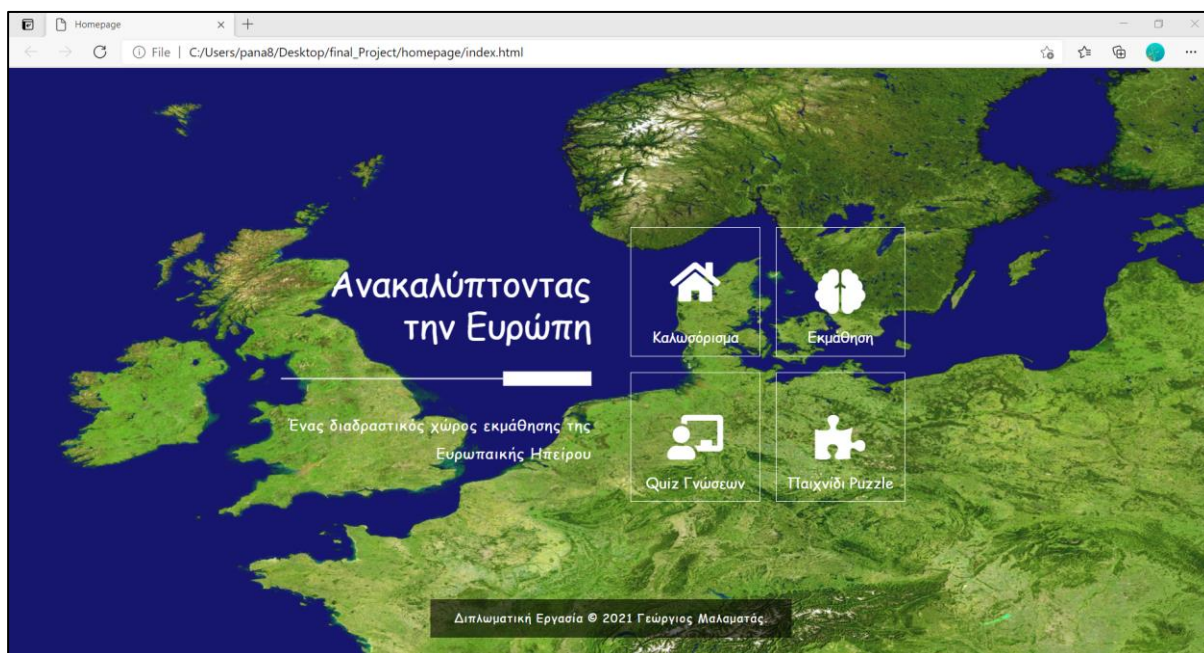 Homepage
File | C:/Users/pana8/Desktop/final_Project/homepage/index.html
Ανακαλύπτοντας
την Ευρώπη
Ένας διαδραστικός χώρος εκμάθησης της
Ευρωπαικής Ηπείρου
Καλωσόρισμα
Εκμάθηση
Quiz Γνώσεων
Παιχνίδι Puzzle
Διπλωματική Εργασία © 2021 Γεώργιος Μαλαματάς.